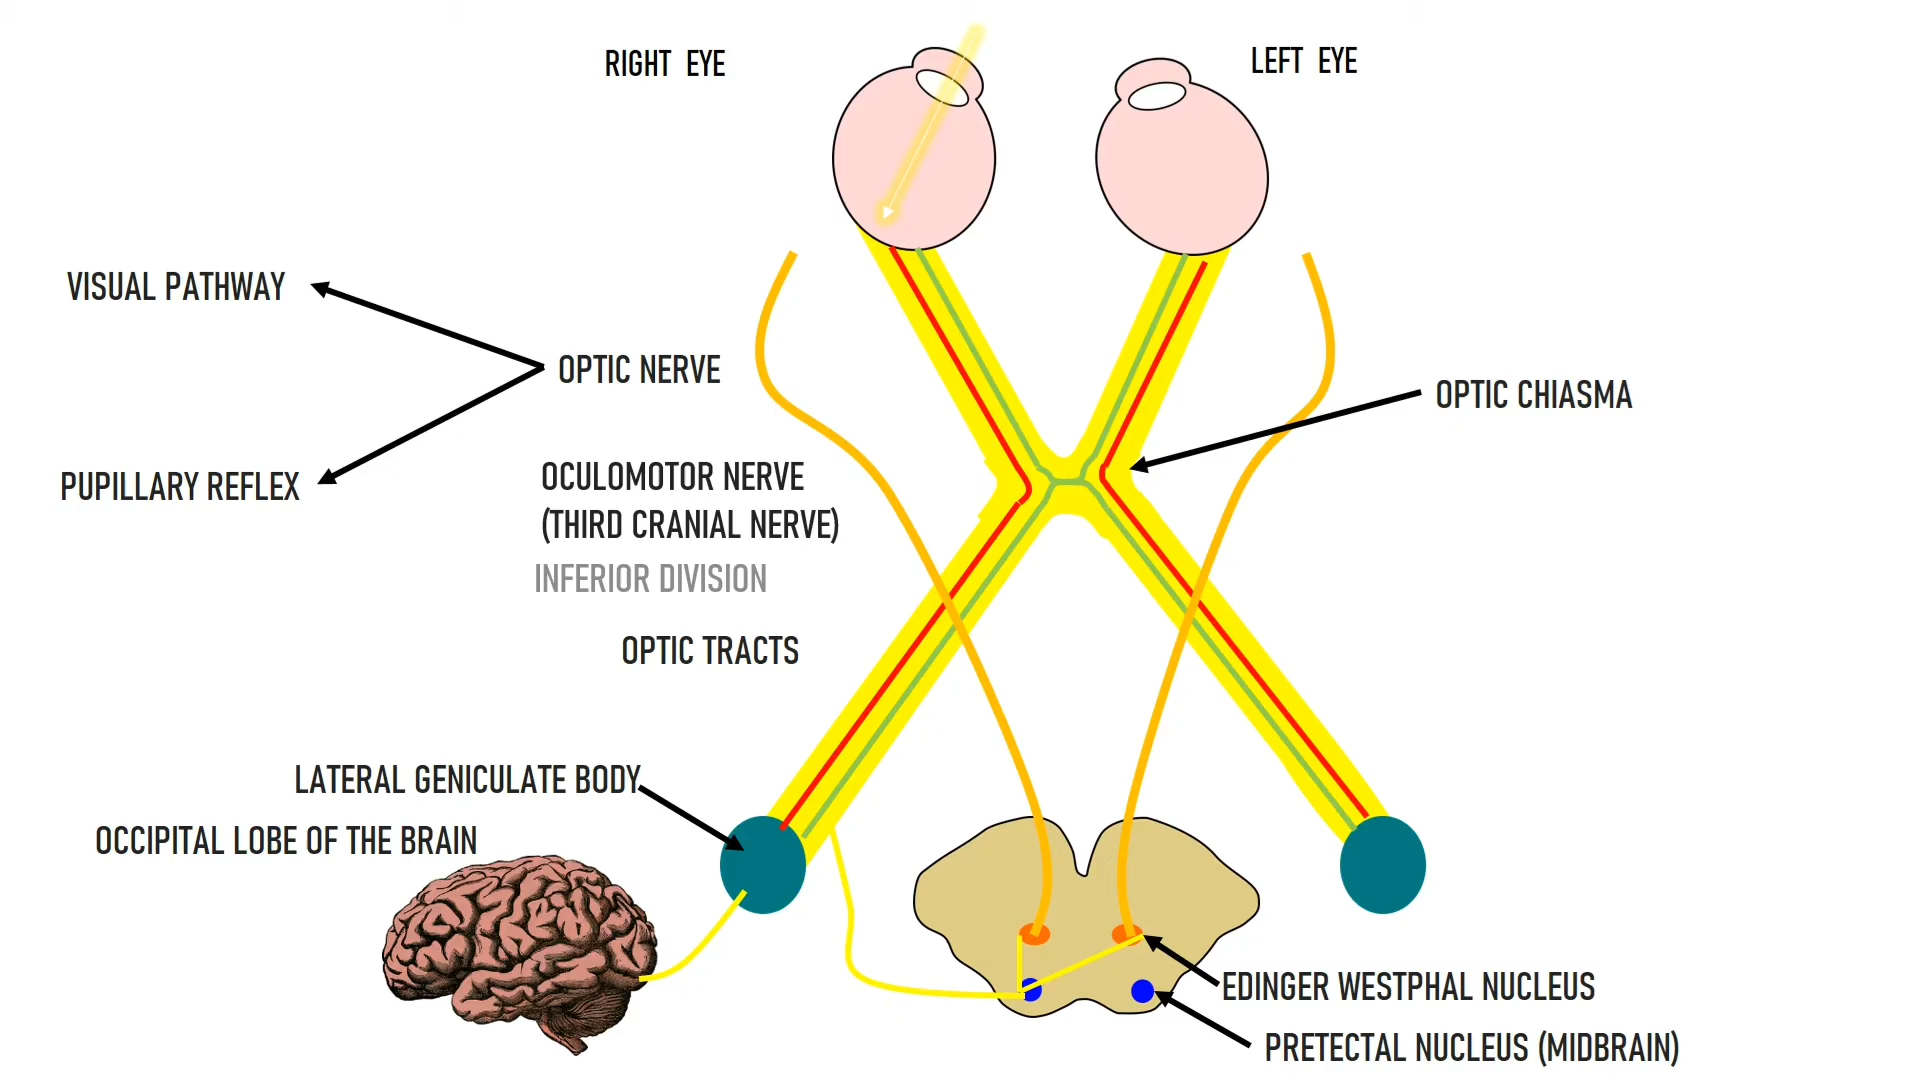 RIGHT EYE
LEFT EYE
VISUAL PATHWAY
OPTIC NERVE
OPTIC CHIASMA
PUPILLARY REFLEX
OCULOMOTOR NERVE
(THIRD CRANIAL NERVE)
INFERIOR DIVISION
OPTIC TRACTS
LATERAL GENICULATE BODY
OCCIPITAL LOBE OF THE BRAIN
EDINGER WESTPHAL NUCLEUS
PRETECTAL NUCLEUS (MIDBRAIN)